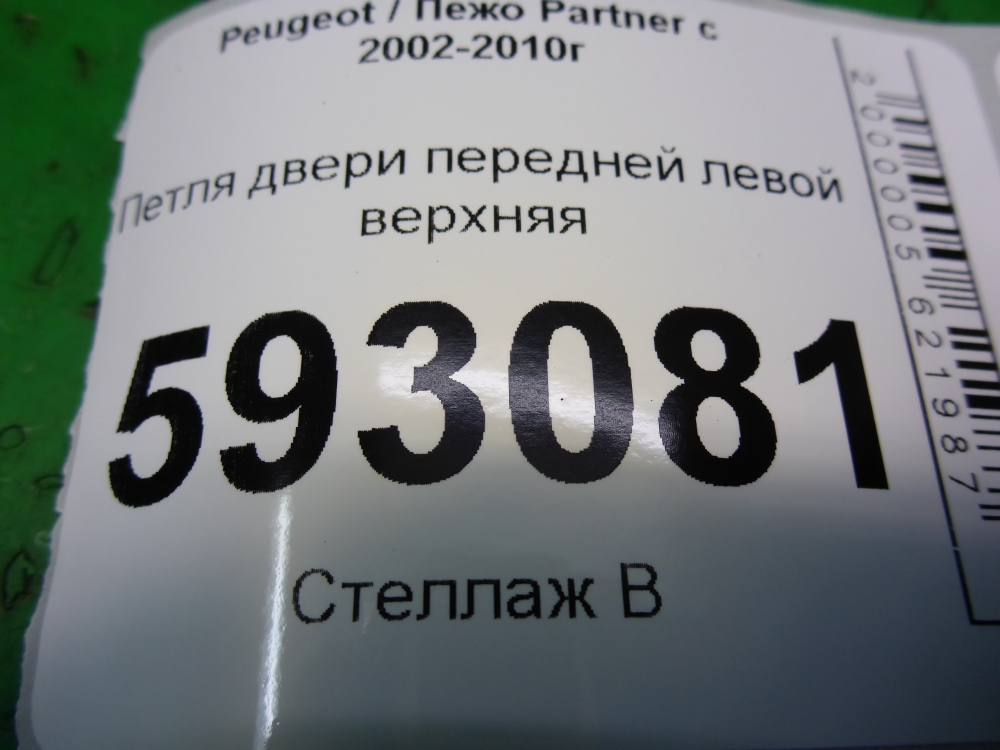 Peugeot / Пежо Partner с
2002-2010г
Петля двери передней левой
верхняя
593081
Стеллаж В
2000005621987